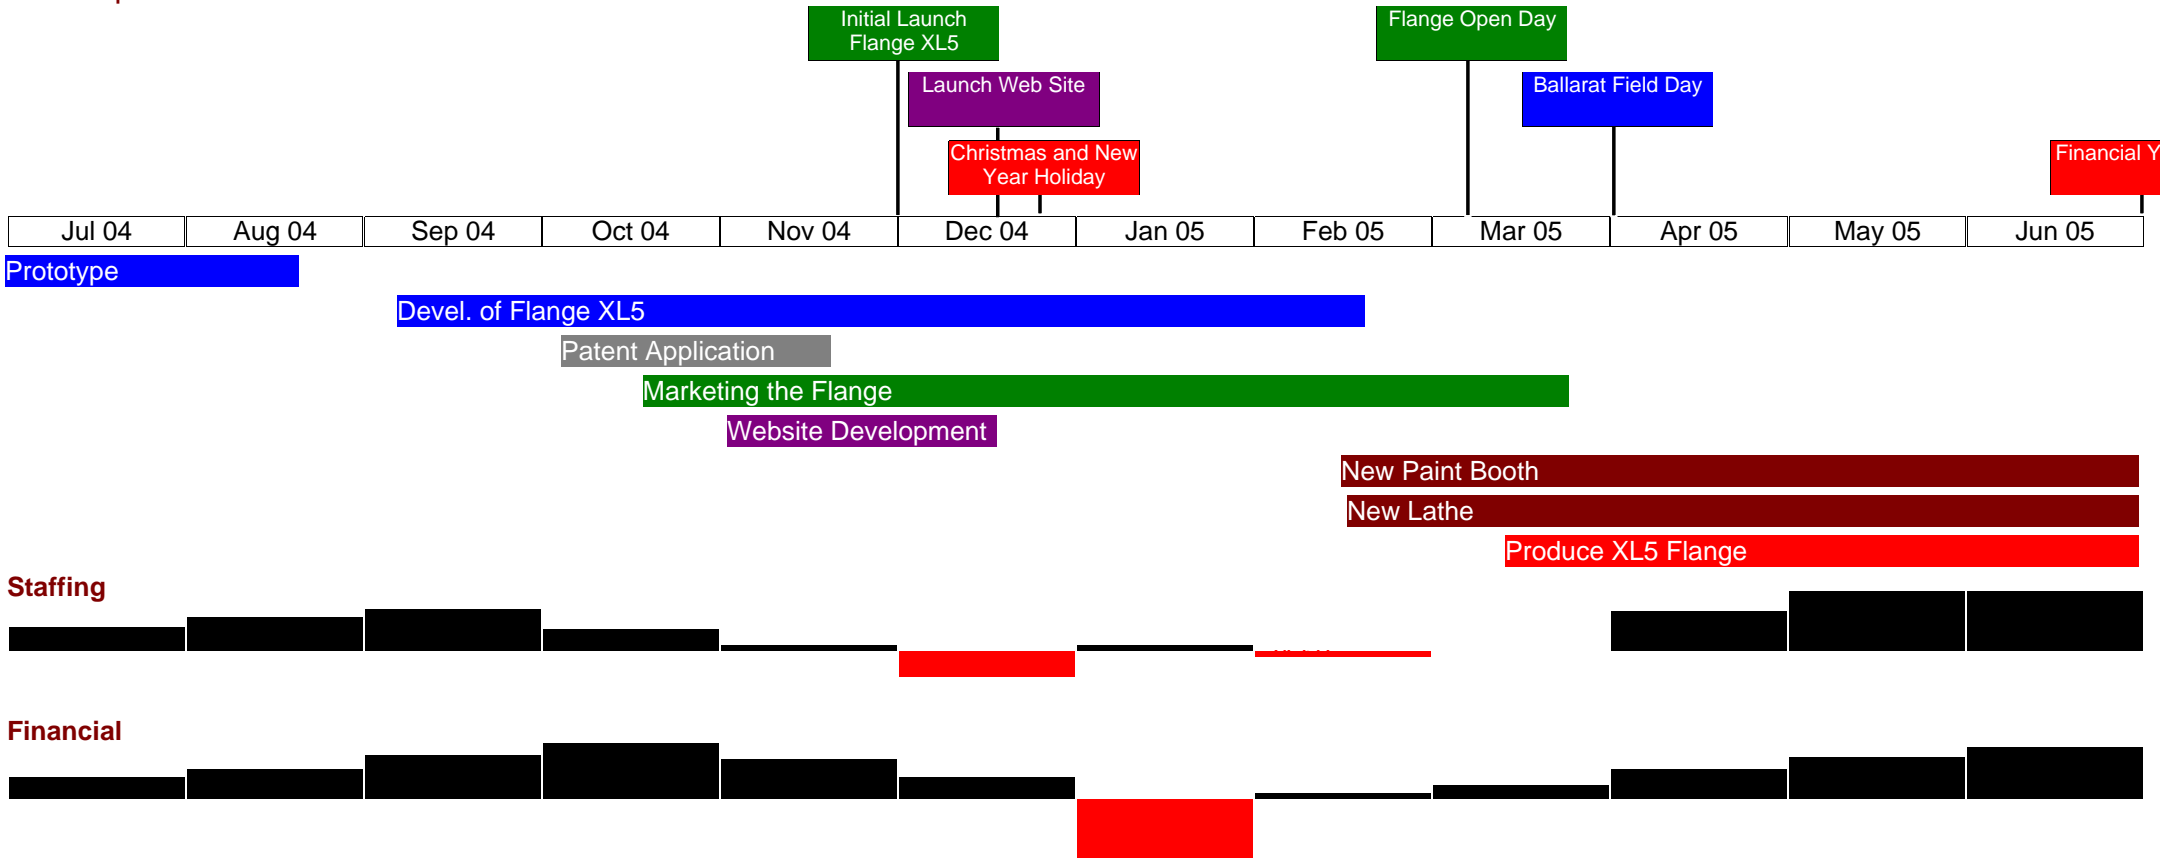 Initial Launch
Flange XL5
Flange Open Day
Launch Web Site
Ballarat Field Day
Christmas and New
Year Holiday
Financial Y
Jul 04
Aug 04
Sep 04
Oct 04
Nov 04
Dec 04
Jan 05
Feb 05
Mar 05
Apr 05
May 05
Jun 05
Prototype
Devel. of Flange XL5
Patent Application
Marketing the Flange
Website Development
New Paint Booth
New Lathe
Produce XL5 Flange
Staffing
Financial